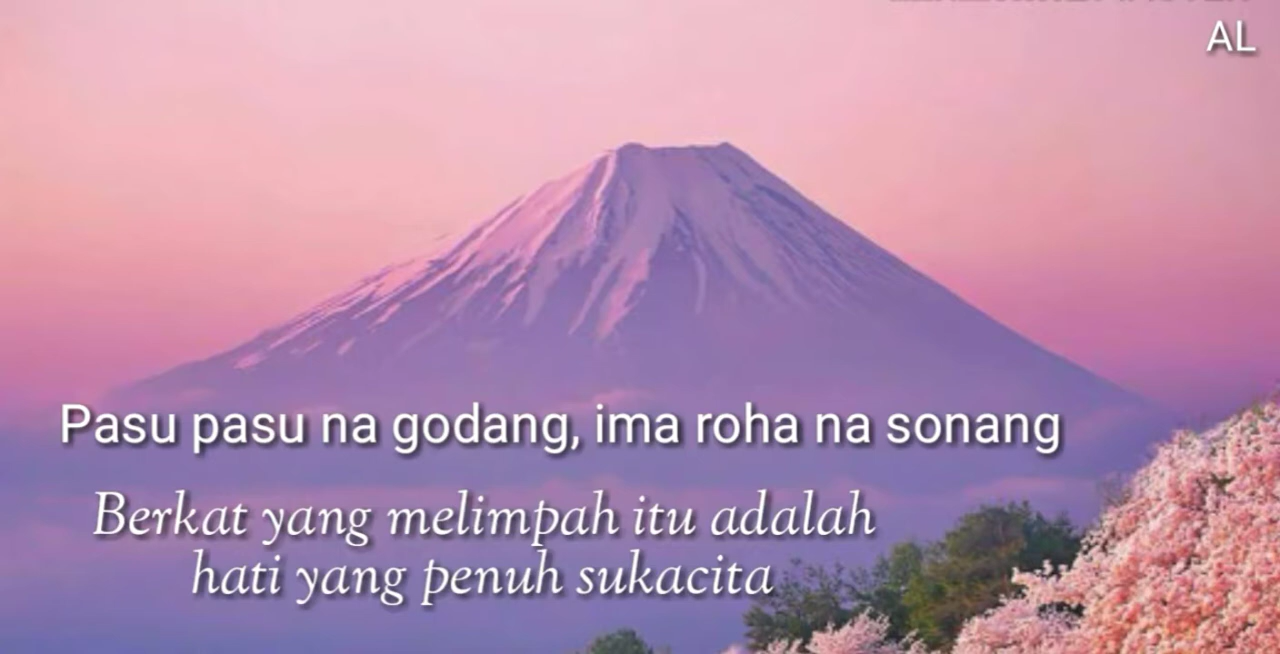 AL
Pasu pasu na godang, ima roha na sonang
Berkat yang melimpah itu adalah
hati yang penuh sukacita